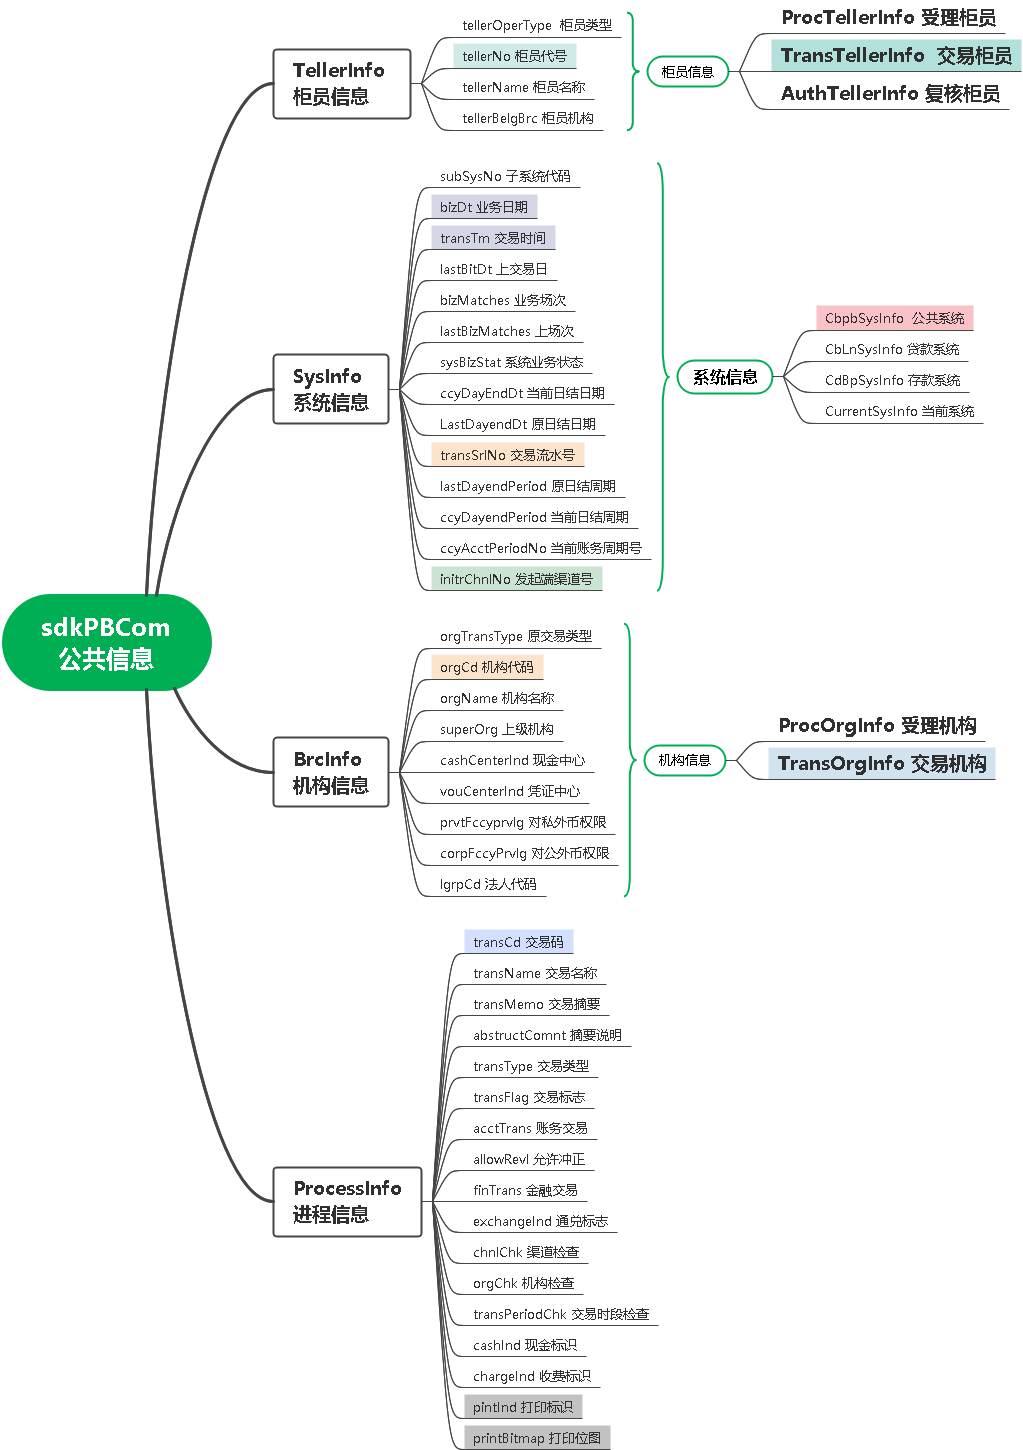 sdkPBCom
公共信息
TellerInfo
柜员信息
tellerOperType 柜员类型
tellerNo 柜员代号
tellerName 柜员名称
tellerBelgBrc 柜员机构
柜员信息
ProcTellerInfo 受理柜员
TransTellerInfo 交易柜员
AuthTellerInfo 复核柜员
SysInfo
系统信息
subSysNo 子系统代码
bizDt 业务日期
transTm 交易时间
lastBitDt 上交易日
bizMatches 业务场次
lastBizMatches 上场次
sysBizStat 系统业务状态
ccyDayEndDt 当前日结日期
LastDayendDt 原日结日期
transSrlNo 交易流水号
lastDayendPeriod 原日结周期
ccyDayendPeriod 当前日结周期
ccyAcctPeriodNo 当前账务周期号
initrChnlNo 发起端渠道号
系统信息
CbpbSysInfo 公共系统
CbLnSysInfo 贷款系统
CdBpSysInfo 存款系统
CurrentSysInfo 当前系统
BrcInfo
机构信息
orgTransType 原交易类型
orgCd 机构代码
orgName 机构名称
superOrg 上级机构
cashCenterInd 现金中心
vouCenterInd 凭证中心
prvtFccyprvlg 对私外币权限
corpFccyPrvlg 对公外币权限
lgrpCd 法人代码
机构信息
ProcOrgInfo 受理机构
TransOrgInfo 交易机构
ProcessInfo
进程信息
transCd 交易码
transName 交易名称
transMemo 交易摘要
abstructComnt 摘要说明
transType 交易类型
transFlag 交易标志
acctTrans 账务交易
allowRevl 允许冲正
finTrans 金融交易
exchangeInd 通兑标志
chnlChk 渠道检查
orgChk 机构检查
transPeriodChk 交易时段检查
cashInd 现金标识
chargeInd 收费标识
pintInd 打印标识
printBitmap 打印位图